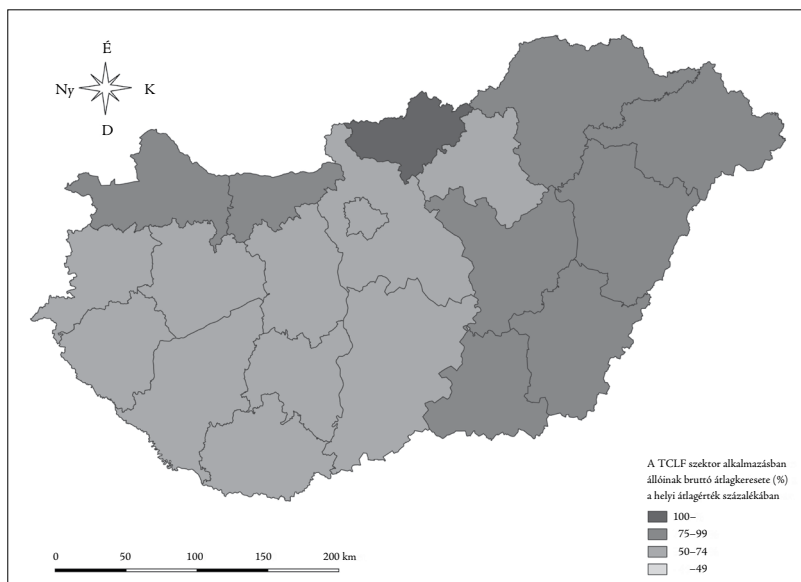 É
Ny
K
D
A TCLF szektor alkalmazásban
állóinak bruttó átlagkeresete (%)
a helyi átlagérték százalékában
100–
75–99
50–74
–49
0 50 100 150 200 km